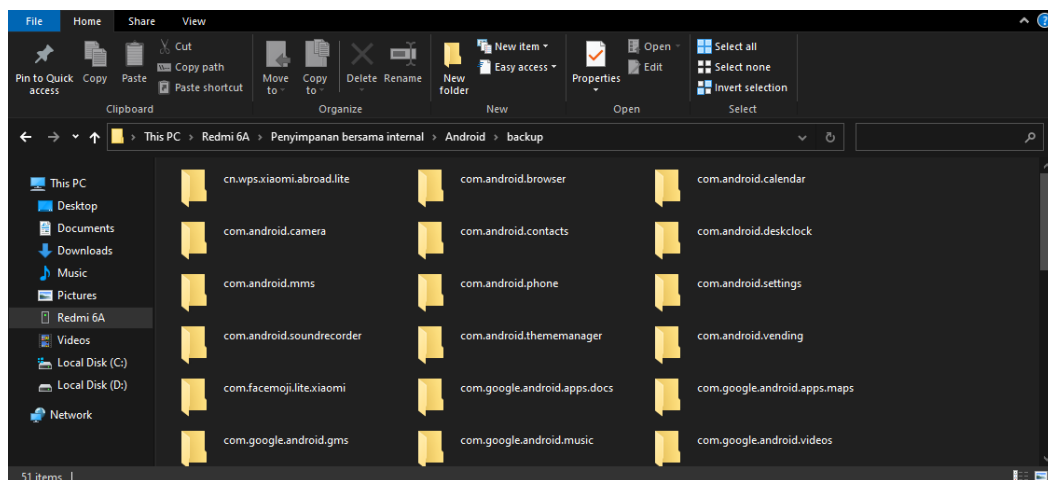 File Home Share View
Cut
Copy path
Paste shortcut
Pin to Quick access
Copy
Paste
Clipboard
Move to
Copy to
Delete
Rename
Organize
New folder
New item
Easy access
New
Properties
Open
Edit
Open
Select all
Select none
Invert selection
Select
This PC > Redmi 6A > Penyimpanan bersama internal > Android > backup
This PC
Desktop
Documents
Downloads
Music
Pictures
Redmi 6A
Videos
Local Disk (C:)
Local Disk (D:)
Network
cn.wps.xiaomi.abroad.lite com.android.browser com.android.calendar
com.android.camera com.android.contacts com.android.deskclock
com.android.mms com.android.phone com.android.settings
com.android.soundrecorder com.android.thememanager com.android.vending
com.facemoji.lite.xiaomi com.google.android.apps.docs com.google.android.apps.maps
com.google.android.gms com.google.android.music com.google.android.videos
51 items